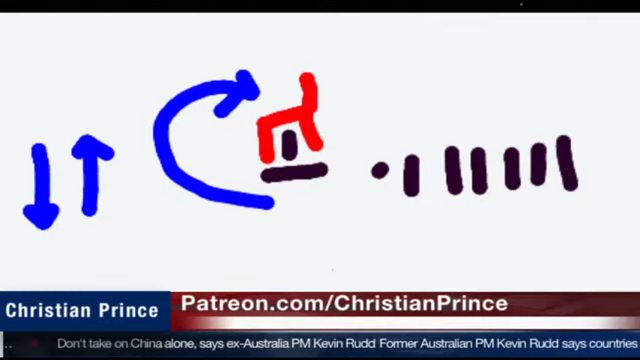 Christian Prince
Patreon.com/ChristianPrince
Don't take on China alone, says ex-Australia PM Kevin Rudd Former Australian PM Kevin Rudd says countries